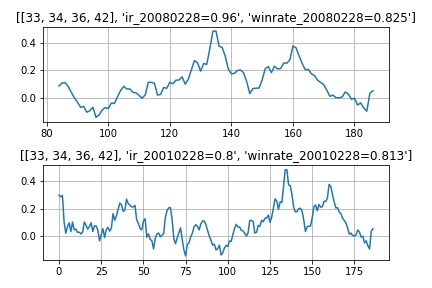 [[33, 34, 36, 42], 'ir_20080228=0.96', 'winrate_20080228=0.825']
0.4
0.2
0.0
80 100 120 140 160 180
[[33, 34, 36, 42], 'ir_20010228=0.8', 'winrate_20010228=0.813']
0.4
0.2
0.0
0 25 50 75 100 125 150 175